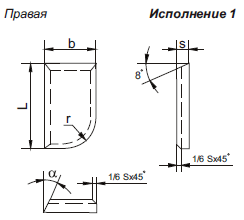 Правая
Исполнение 1
b
s
L
8*
r
1/6 Sx45*
α
1/6 Sx45*